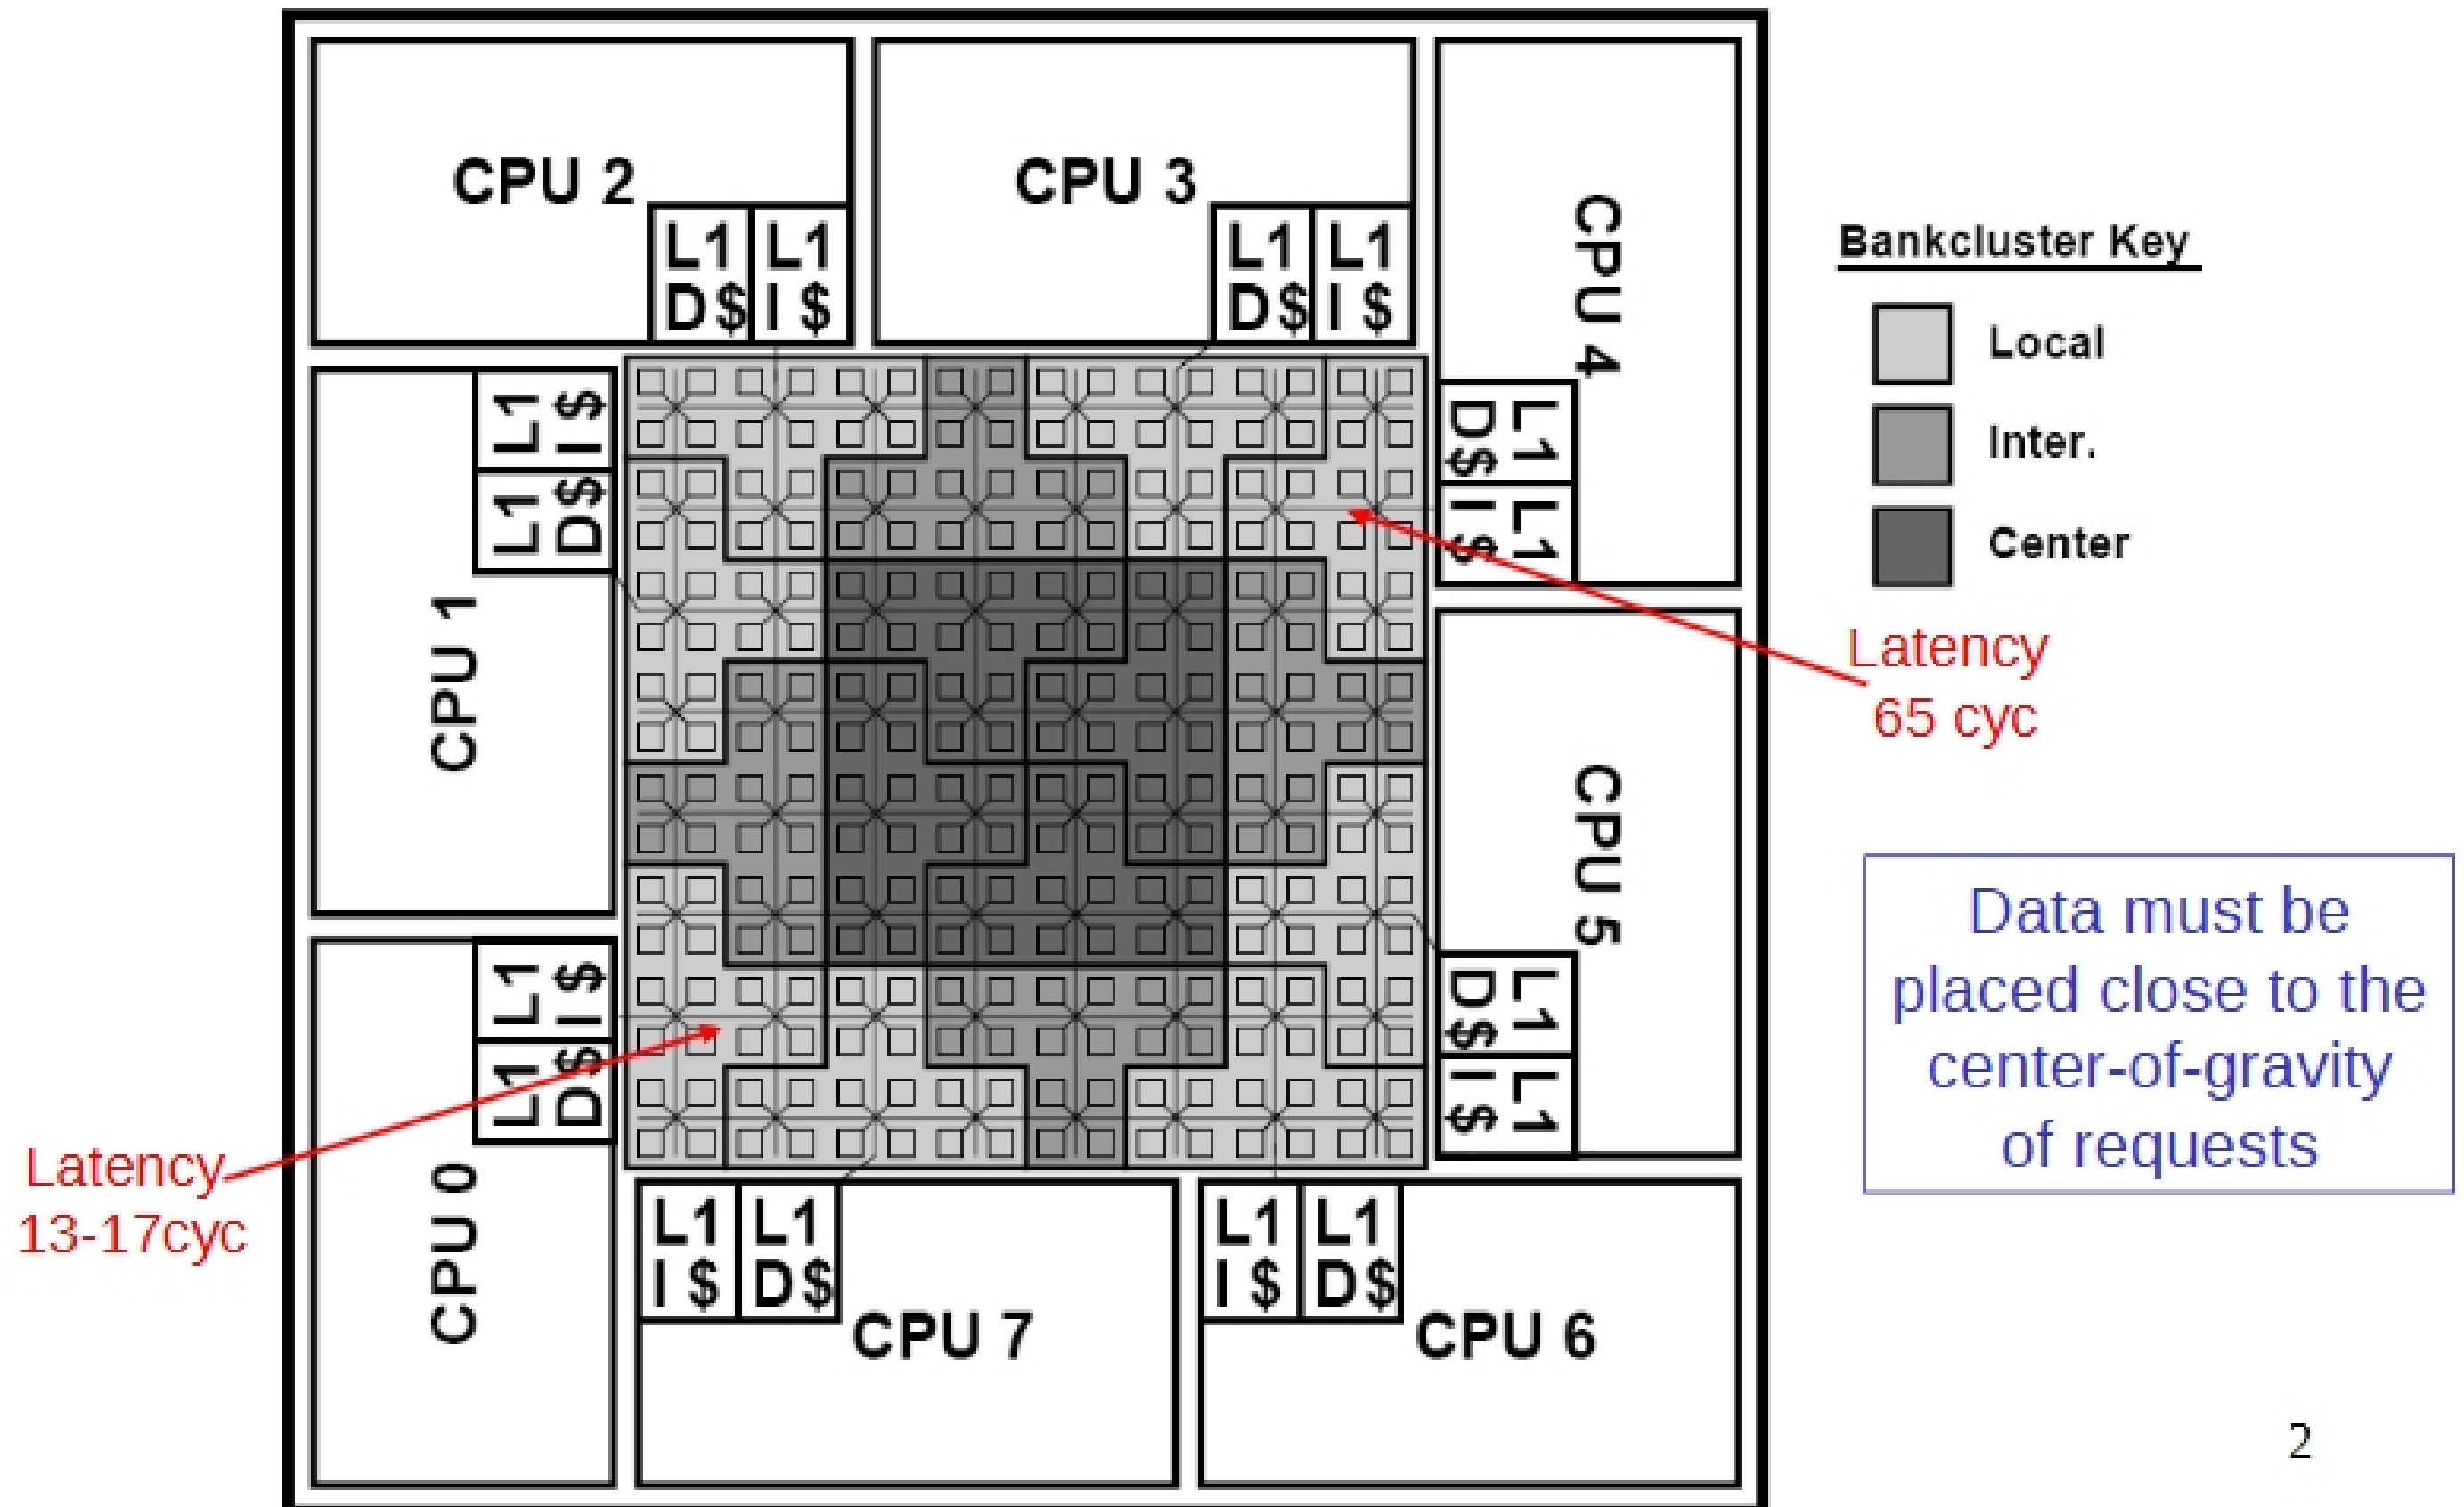 CPU 2
L1
D$
L1
I $
CPU 3
L1
D$
L1
I $
CPU 4
L1
D$
L1
I $
Bankcluster Key
Local
Inter.
Center
CPU 1
L1
I $
L1
D$
Latency
65 cyc
CPU 5
L1
D$
L1
I $
Data must be
placed close to the
center-of-gravity
of requests
CPU 0
L1
I $
L1
D$
Latency
13-17cyc
L1
I $
L1
D$
CPU 7
L1
I $
L1
D$
CPU 6
2